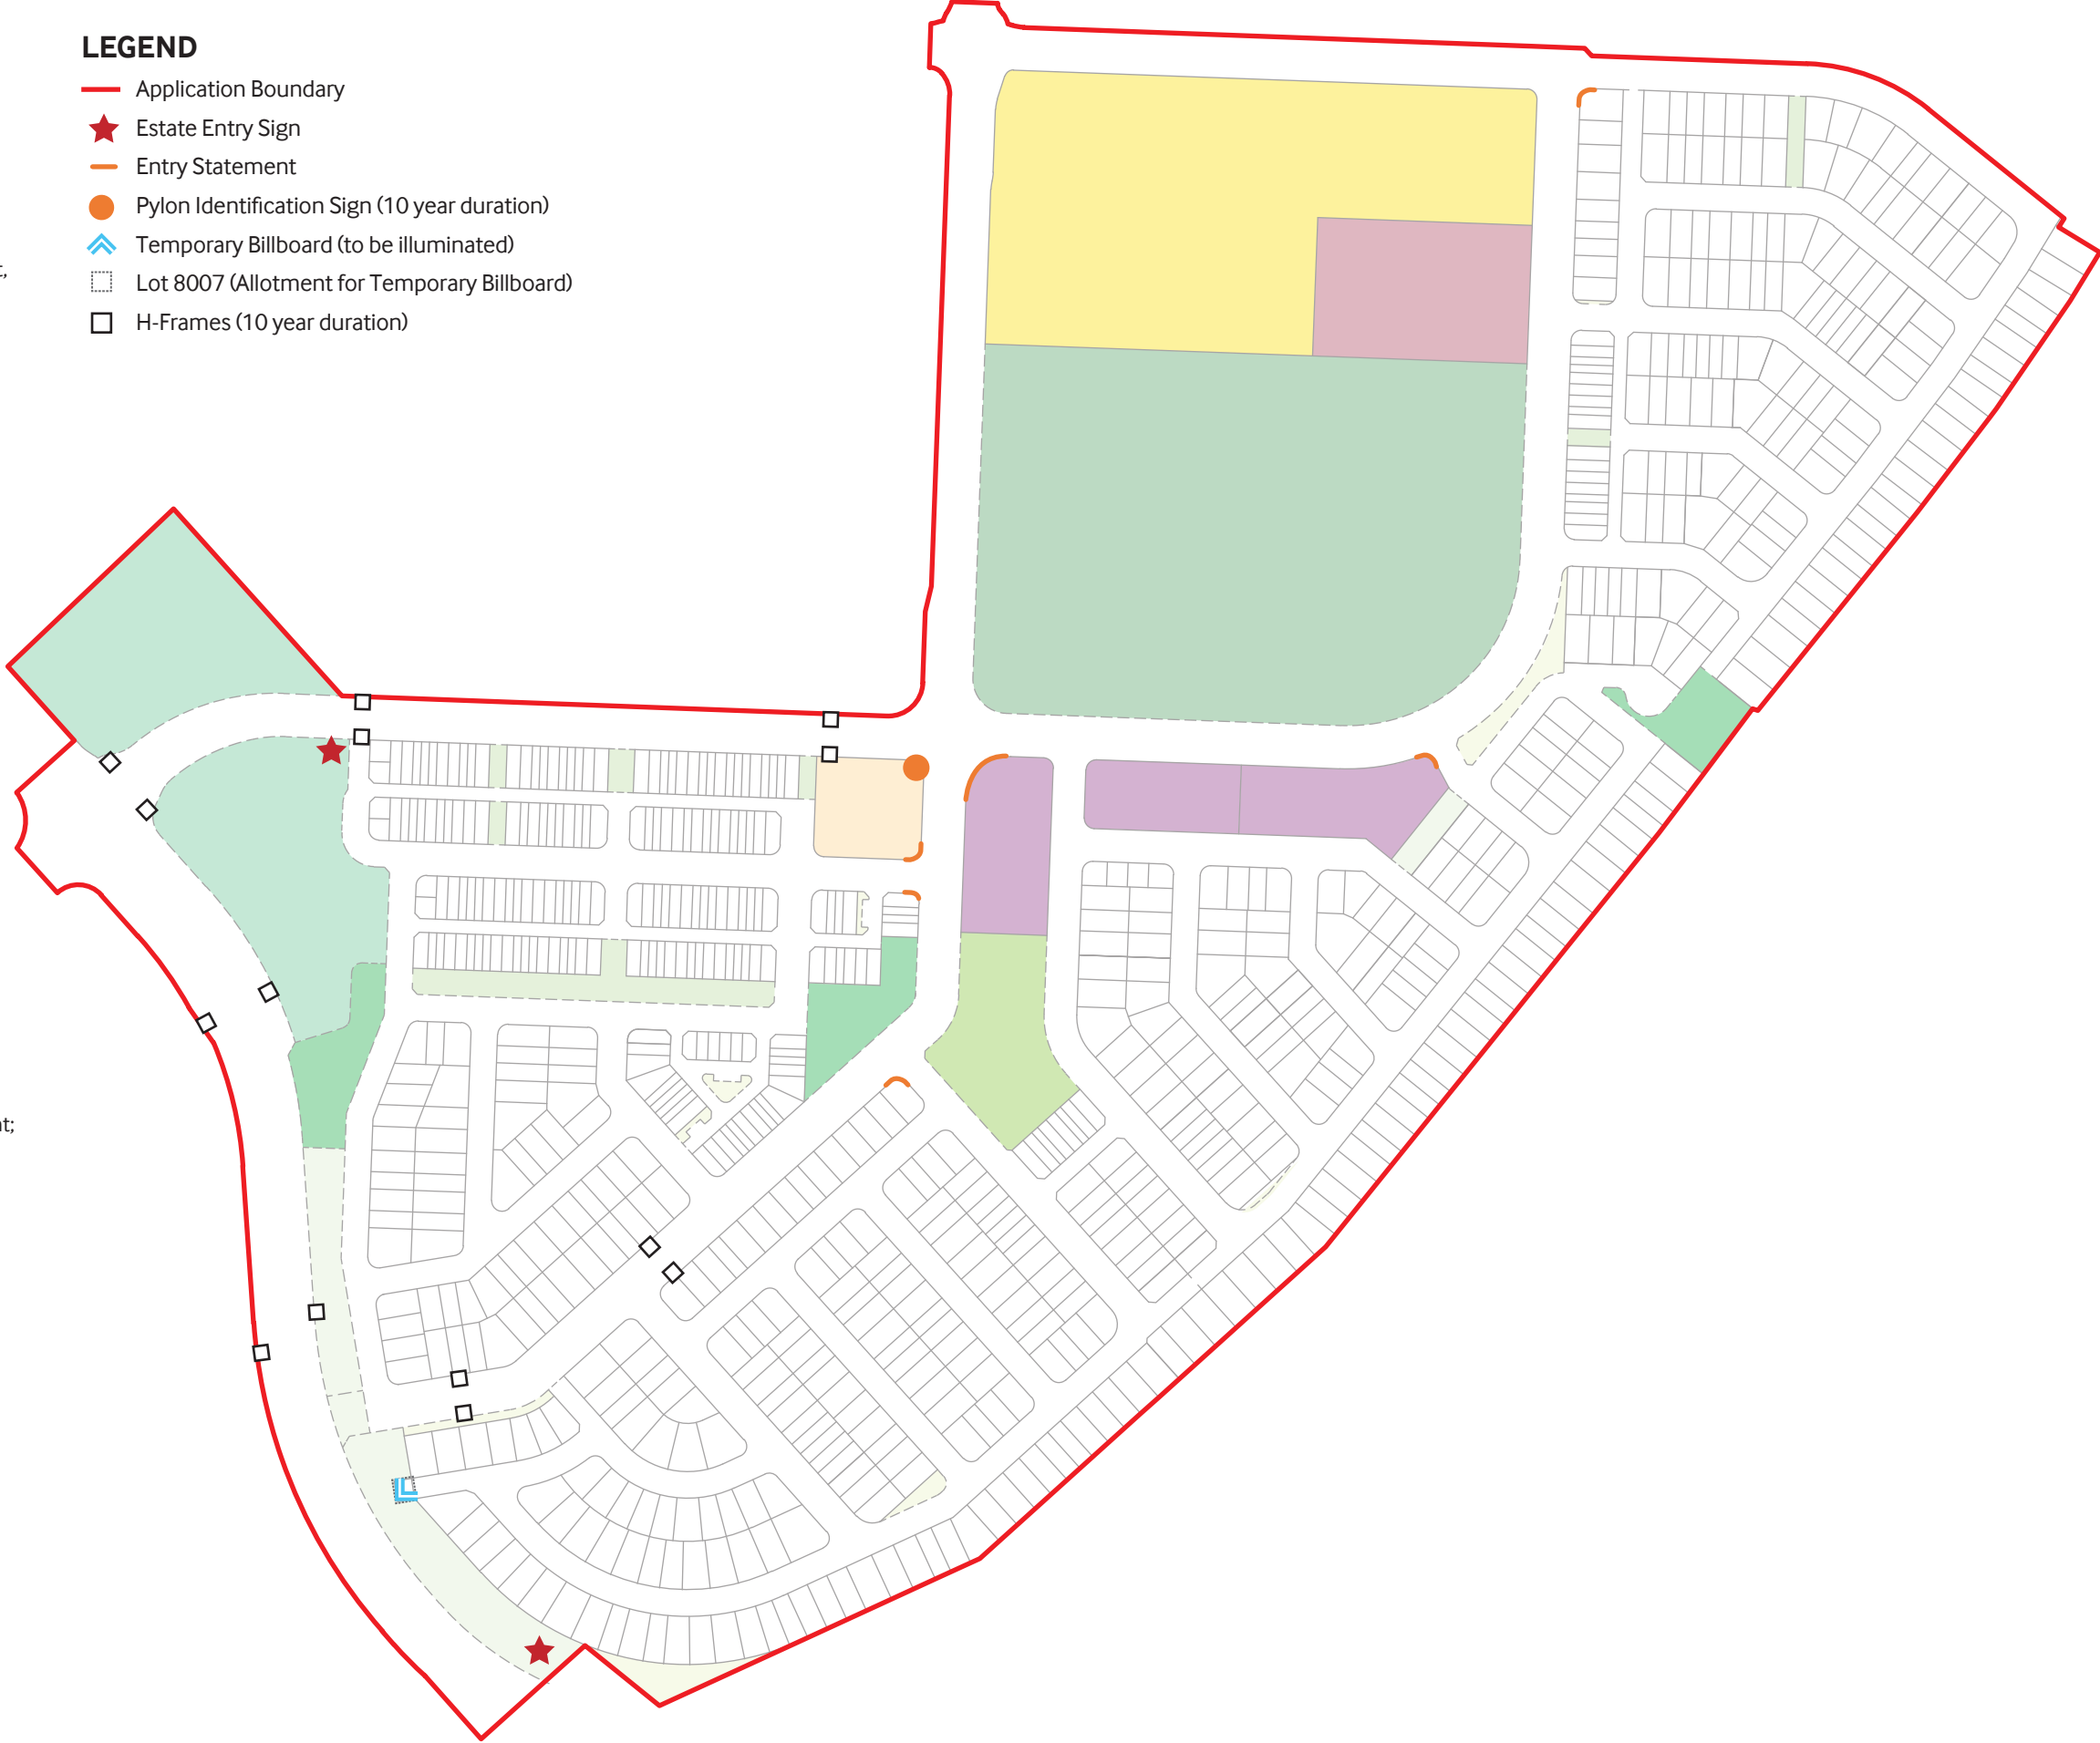 LEGEND
Application Boundary
Estate Entry Sign
Entry Statement
Pylon Identification Sign (10 year duration)
Temporary Billboard (to be illuminated)
Lot 8007 (Allotment for Temporary Billboard)
H-Frames (10 year duration)